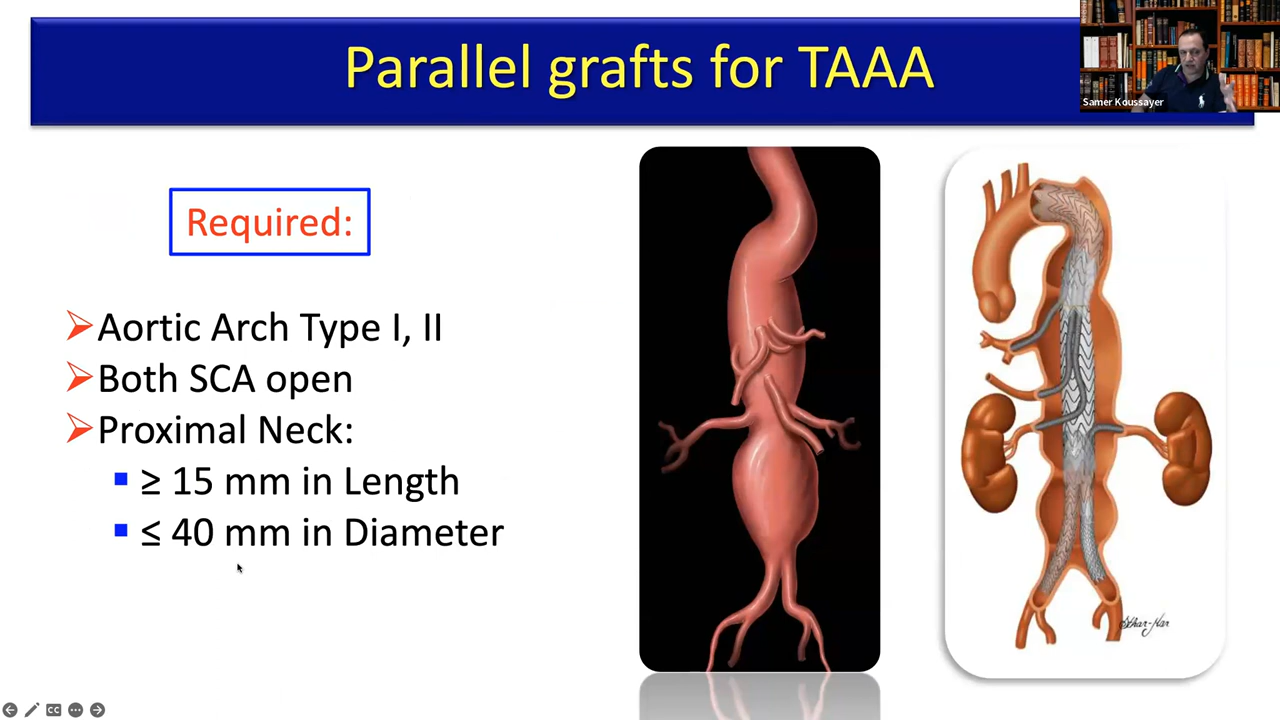 Parallel grafts for TAAA
Samer Koussayer
Required:
Aortic Arch Type I, II
Both SCA open
Proximal Neck:
≥ 15 mm in Length
≤ 40 mm in Diameter
CC